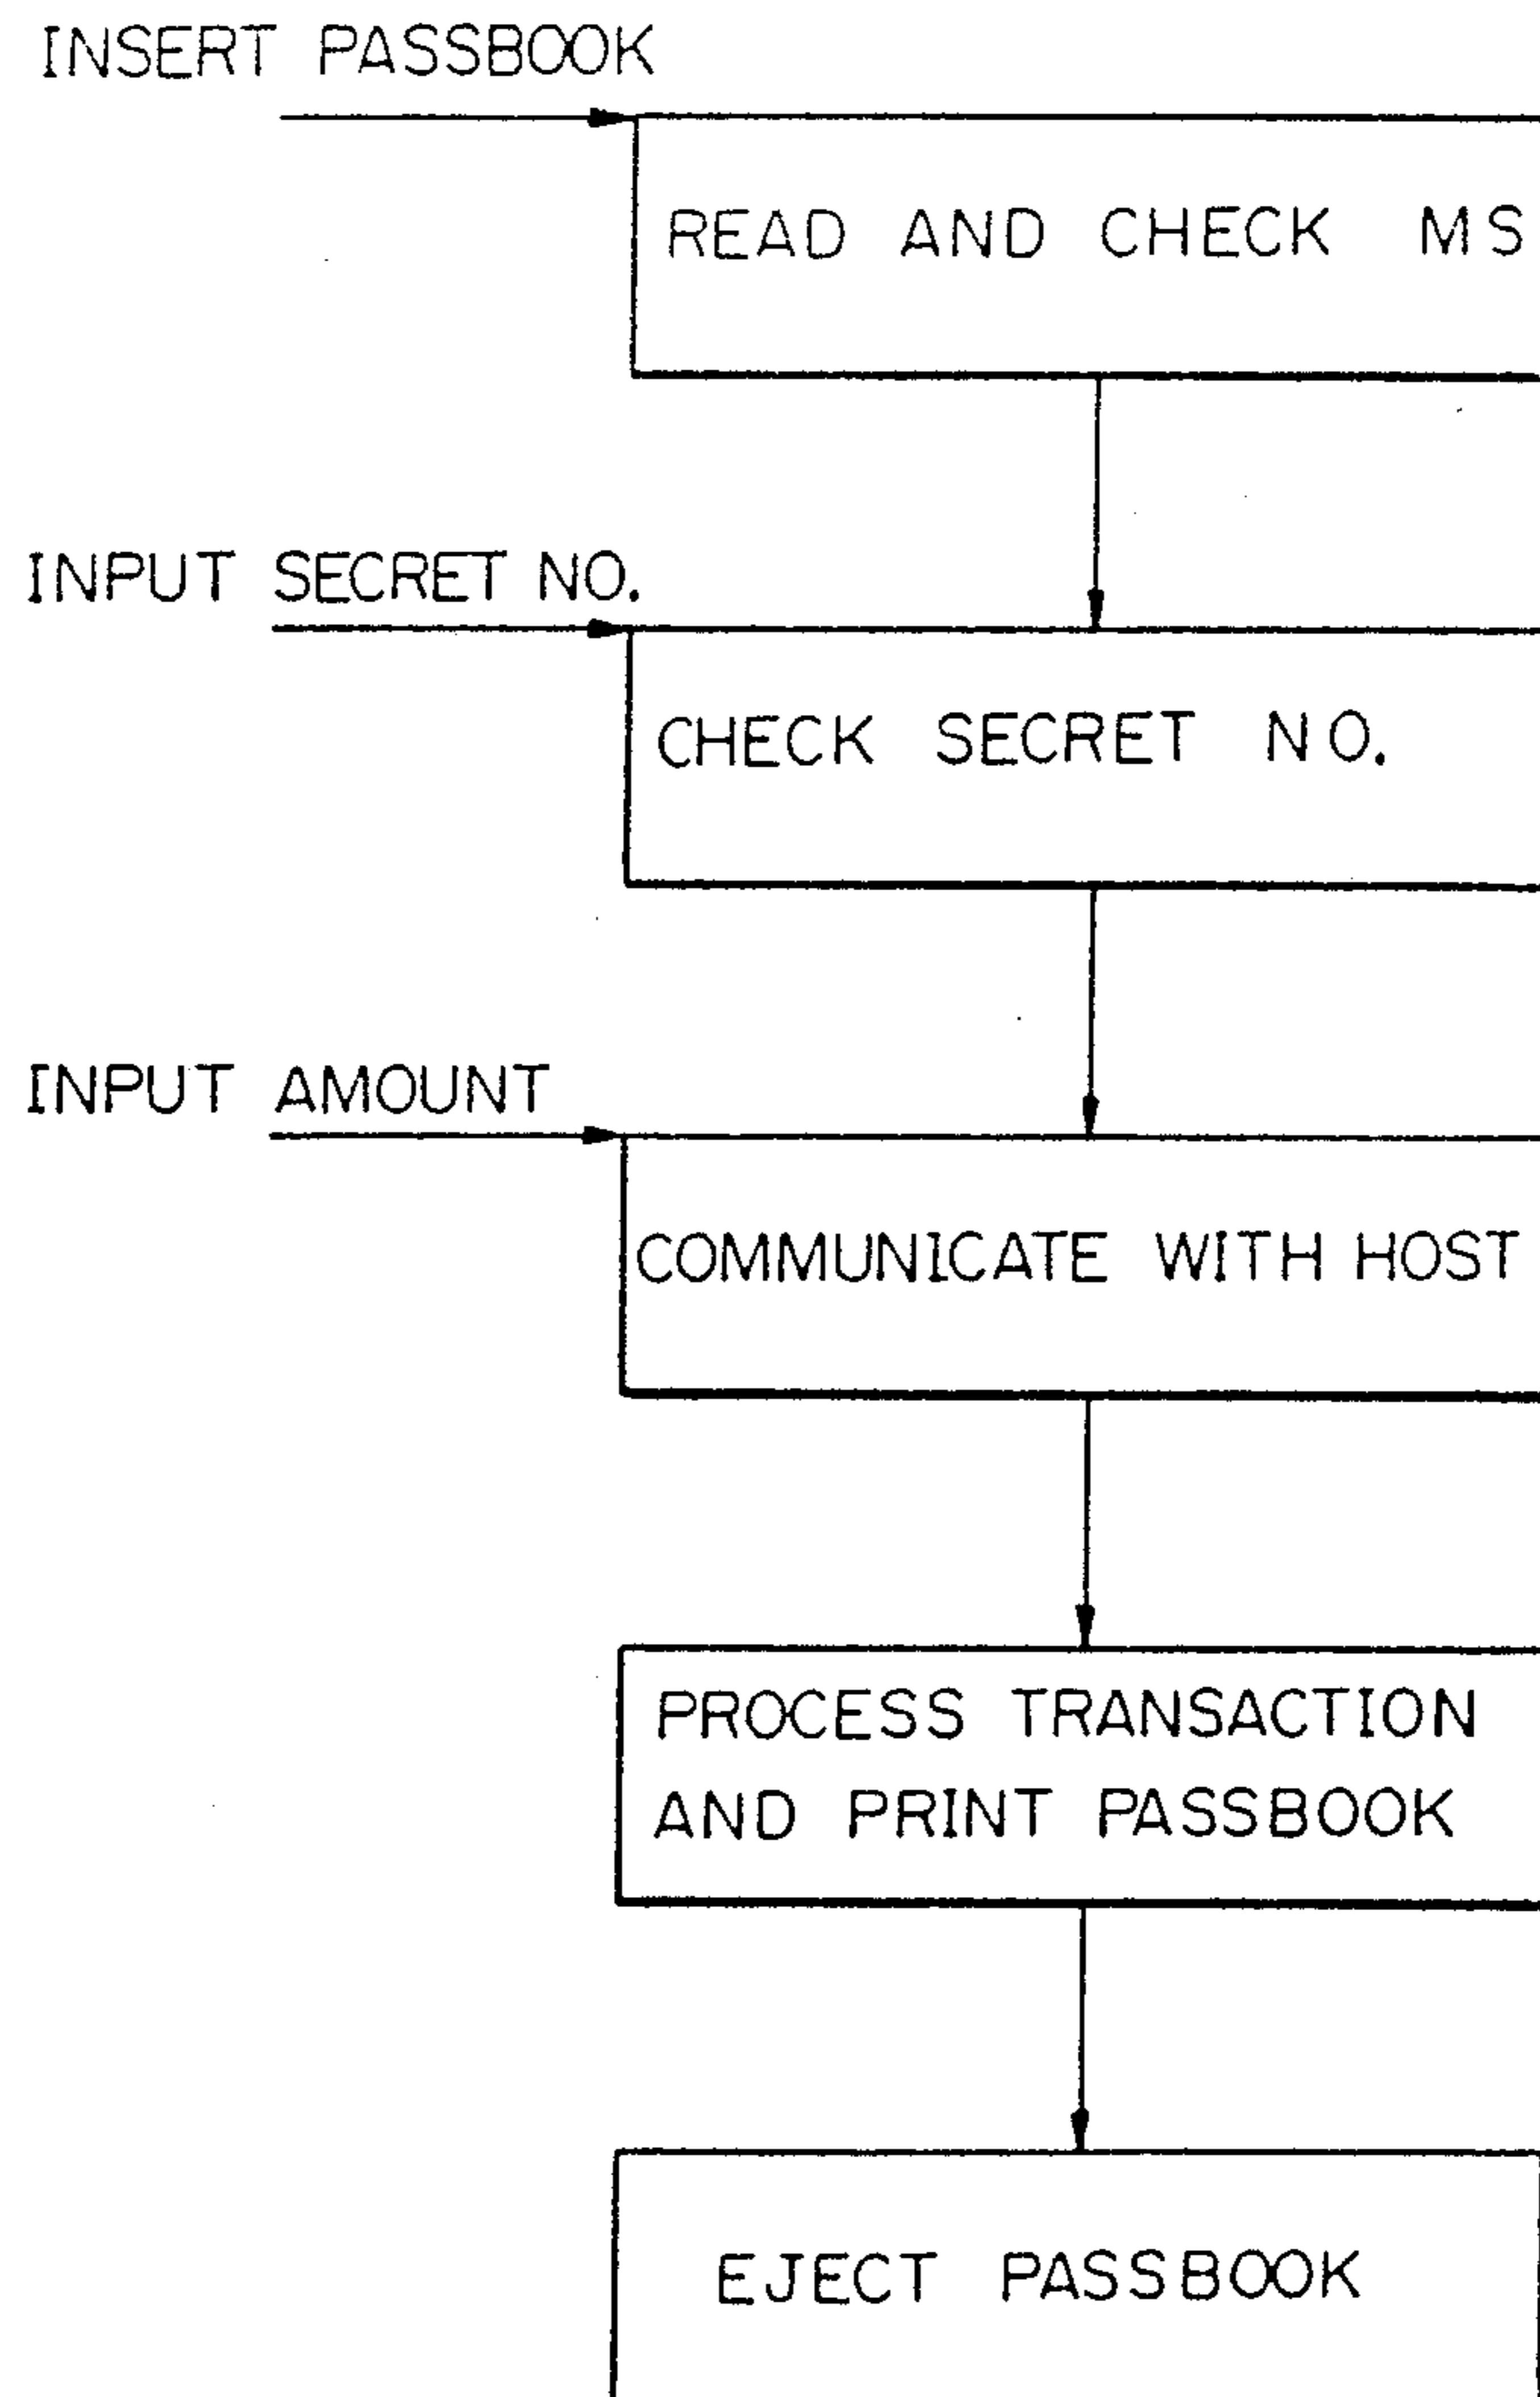 INSERT PASSBOOK
READ AND CHECK MS
INPUT SECRET NO.
CHECK SECRET NO.
INPUT AMOUNT
COMMUNICATE WITH HOST
PROCESS TRANSACTION
AND PRINT PASSBOOK
EJECT PASSBOOK